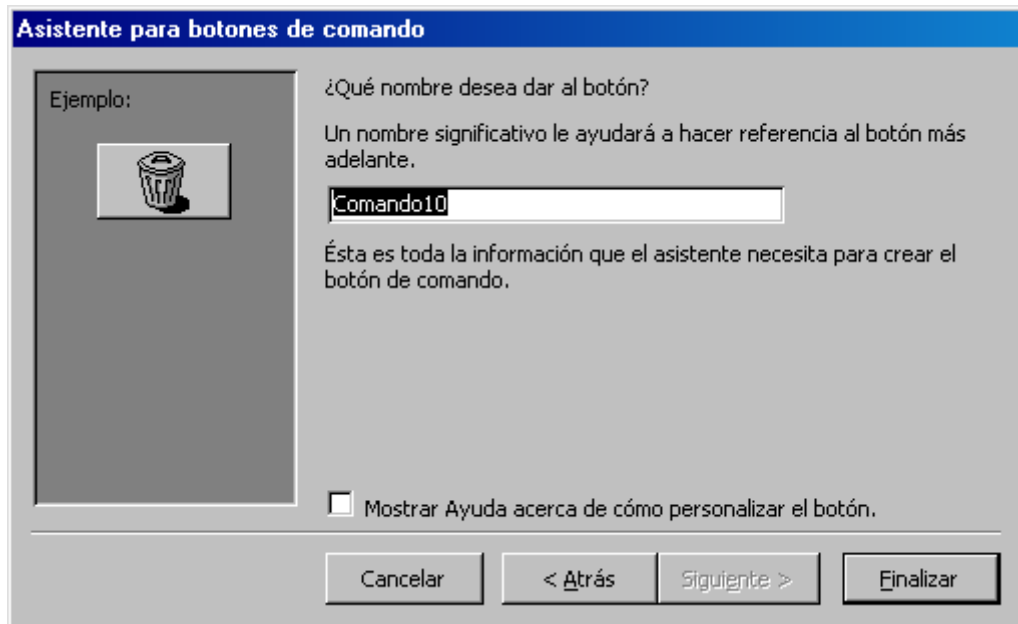 Asistente para botones de comando
Ejemplo:
¿Qué nombre desea dar al botón?
Un nombre significativo le ayudará a hacer referencia al botón más
adelante.
Comando10
Ésta es toda la información que el asistente necesita para crear el
botón de comando.
Mostrar Ayuda acerca de cómo personalizar el botón.
Cancelar
< Atrás
Siguiente >
Finalizar